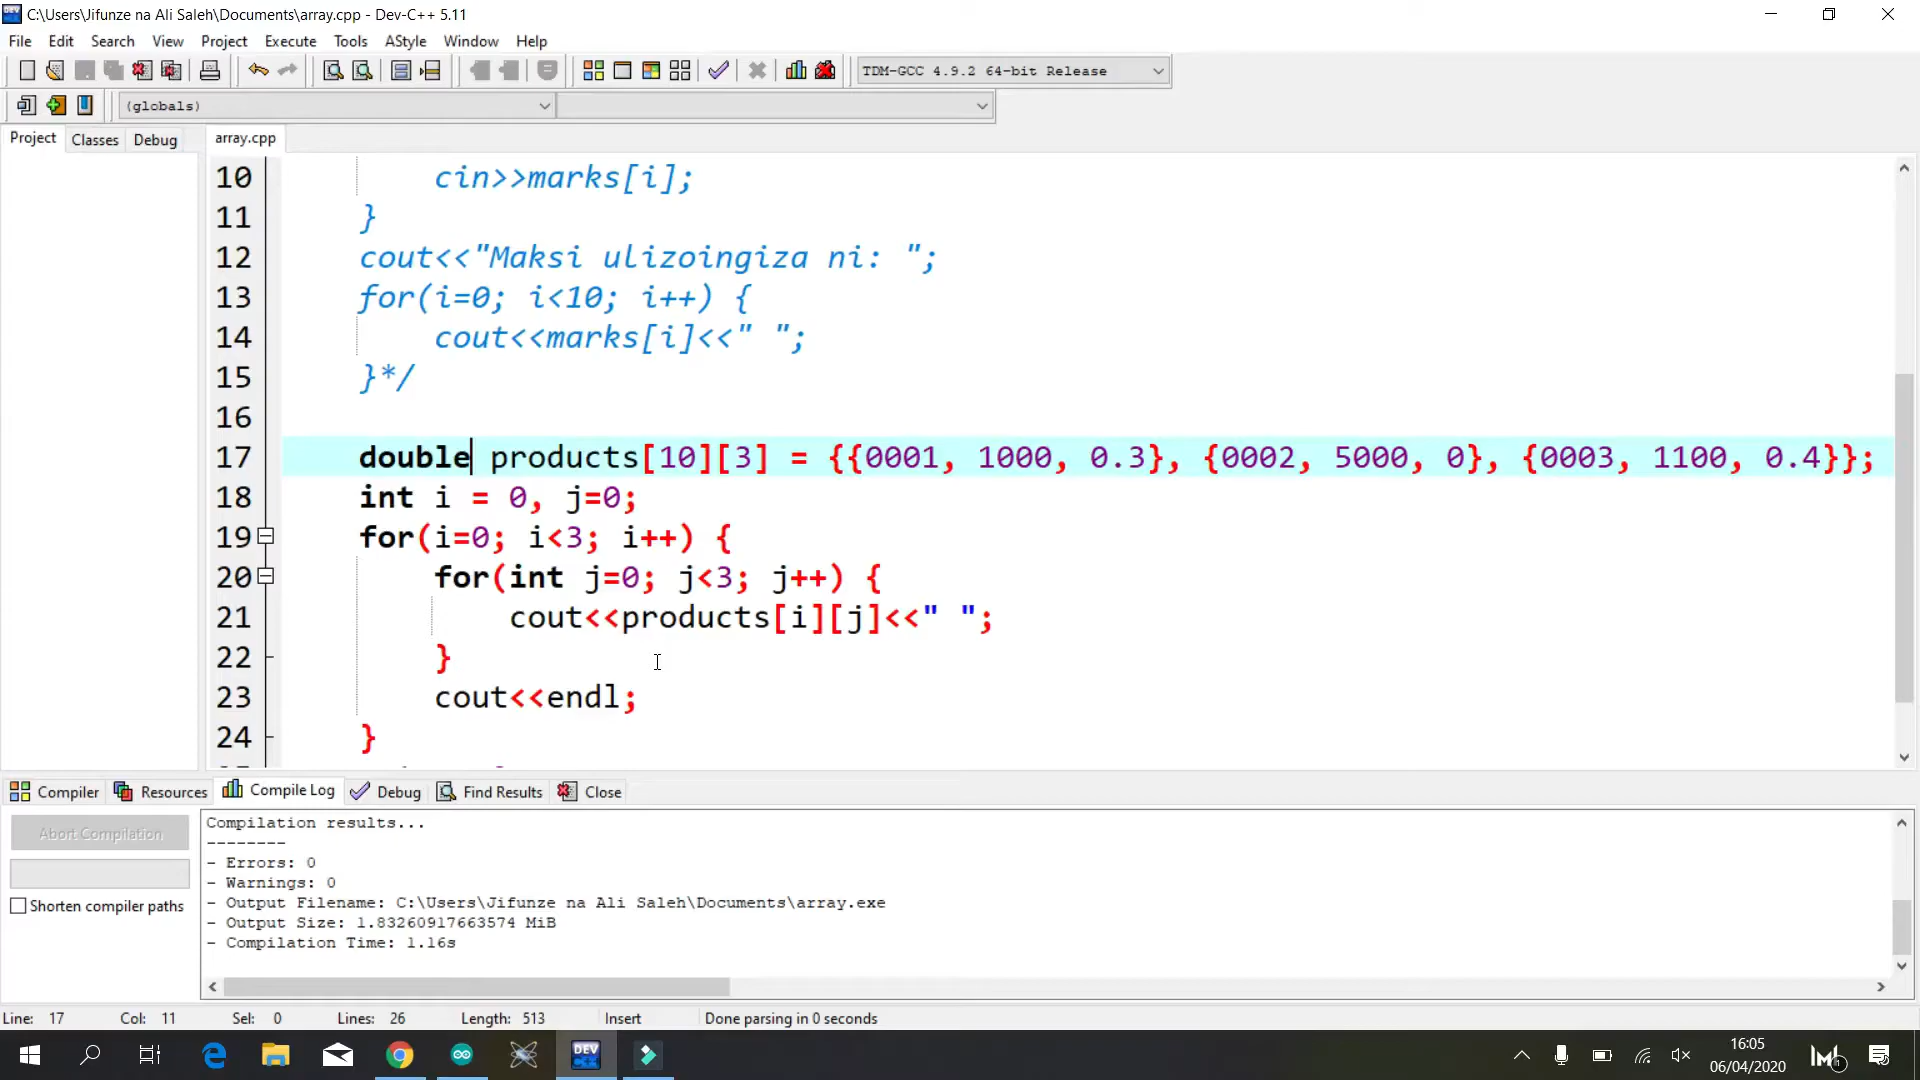 C:\Users\Jifunze na Ali Saleh\Documents\array.cpp - Dev-C++ 5.11
File Edit Search View Project Execute Tools AStyle Window Help
TDM-GCC 4.9.2 64-bit Release
(globals)
Project Classes Debug array.cpp
10 cin>>marks[i];
11 }
12 cout<<"Maksi ulizoingiza ni: ";
13 for(i=0; i<10; i++) {
14 cout<<marks[i]<<" ";
15 }*/
16
17 double products[10][3] = {{0001, 1000, 0.3}, {0002, 5000, 0}, {0003, 1100, 0.4}};
18 int i = 0, j=0;
19 for(i=0; i<3; i++) {
20 for(int j=0; j<3; j++) {
21 cout<<products[i][j]<<" ";
22 }
23 cout<<endl;
24 }
Compiler Resources Compile Log Debug Find Results Close
Abort Compilation
Shorten compiler paths
Compilation results...
--------
- Errors: 0
- Warnings: 0
- Output Filename: C:\Users\Jifunze na Ali Saleh\Documents\array.exe
- Output Size: 1.83260917663574 MiB
- Compilation Time: 1.16s
Line: 17 Col: 11 Sel: 0 Lines: 26 Length: 513 Insert Done parsing in 0 seconds
DEV
16:05
06/04/2020